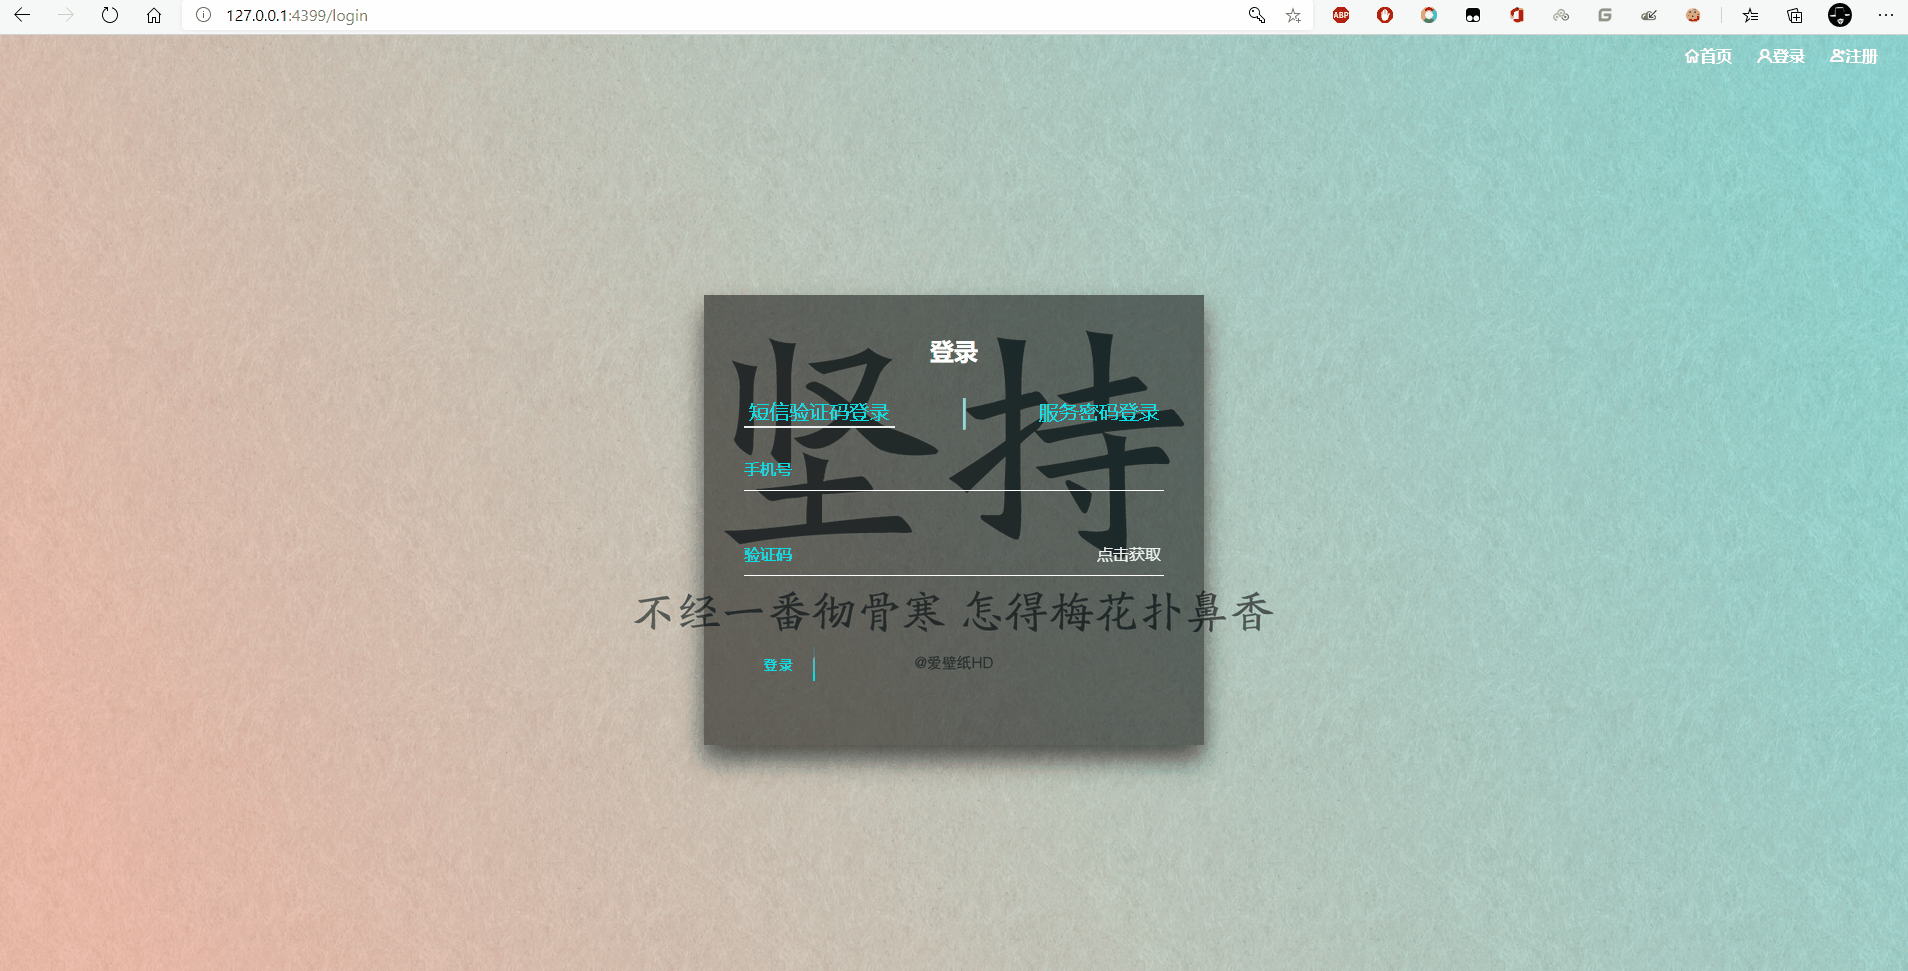 127.0.0.1:4399/login
ABP
首页 登录 注册
坚持
登录
短信验证码登录 服务密码登录
手机号
验证码 点击获取
不经一番彻骨寒 怎得梅花扑鼻香
登录
@爱壁纸HD